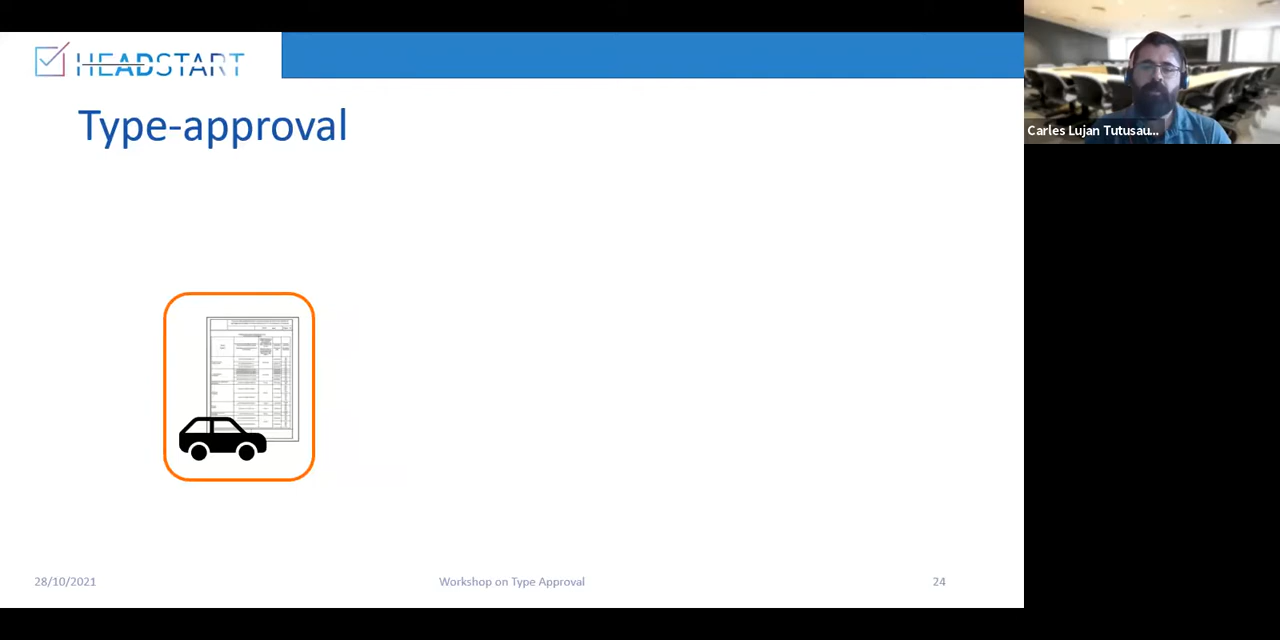 HEADSTART
Carles Lujan Tutusau...
Type-approval
28/10/2021
Workshop on Type Approval
24